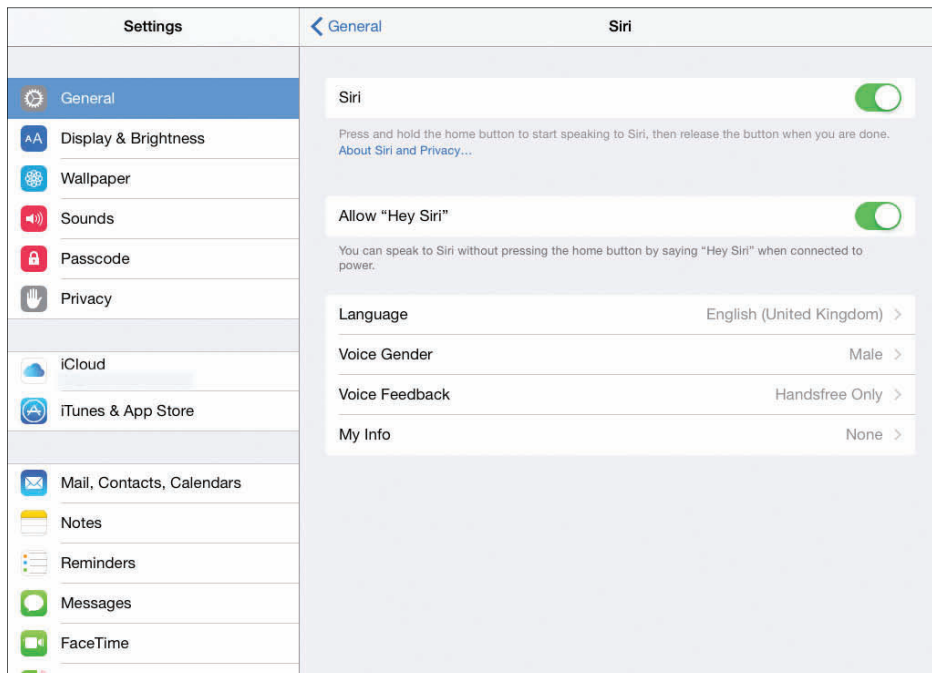 Settings
General
Display & Brightness
Wallpaper
Sounds
Passcode
Privacy
iCloud
iTunes & App Store
Mail, Contacts, Calendars
Notes
Reminders
Messages
FaceTime
General
Siri
Siri
Press and hold the home button to start speaking to Siri, then release the button when you are done.
About Siri and Privacy…
Allow “Hey Siri”
You can speak to Siri without pressing the home button by saying “Hey Siri” when connected to
power.
Language English (United Kingdom)
Voice Gender Male
Voice Feedback Handsfree Only
My Info None